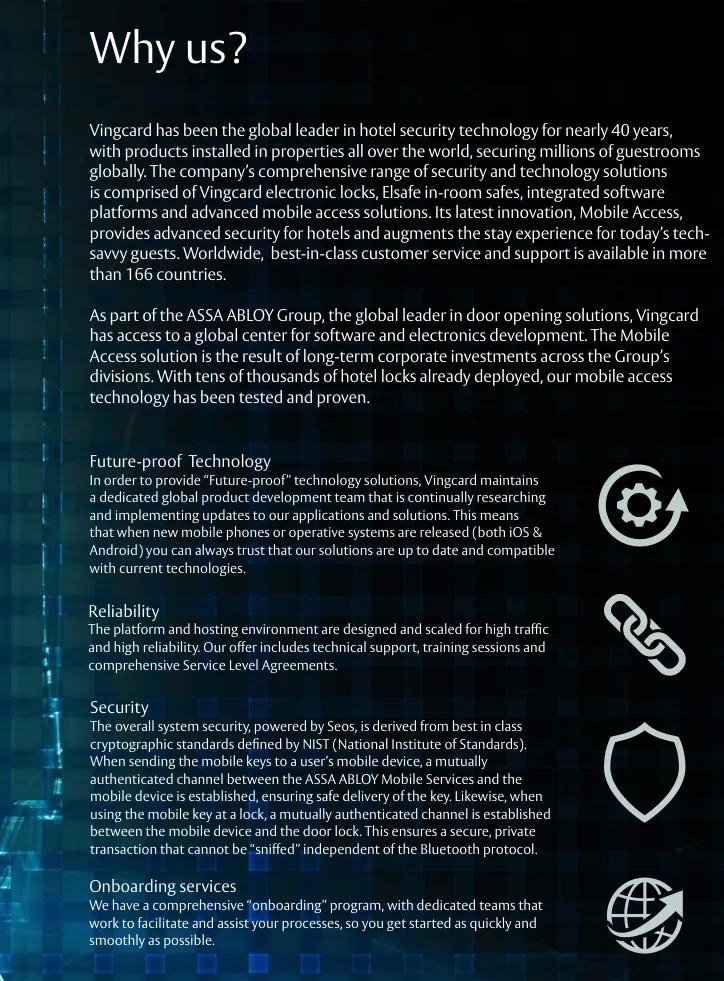 Why us?
Vingcard has been the global leader in hotel security technology for nearly 40 years,
with products installed in properties all over the world, securing millions of guestrooms
globally. The company's comprehensive range of security and technology solutions
is comprised of Vingcard electronic locks, Elsafe in-room safes, integrated software
platforms and advanced mobile access solutions. Its latest innovation, Mobile Access,
provides advanced security for hotels and augments the stay experience for today's tech-
savvy guests. Worldwide, best-in-class customer service and support is available in more
than 166 countries.
As part of the ASSA ABLOY Group, the global leader in door opening solutions, Vingcard
has access to a global center for software and electronics development. The Mobile
Access solution is the result of long-term corporate investments across the Group's
divisions. With tens of thousands of hotel locks already deployed, our mobile access
technology has been tested and proven.
Future-proof Technology
In order to provide “Future-proof” technology solutions, Vingcard maintains
a dedicated global product development team that is continually researching
and implementing updates to our applications and solutions. This means
that when new mobile phones or operative systems are released (both iOS &
Android) you can always trust that our solutions are up to date and compatible
with current technologies.
Reliability
The platform and hosting environment are designed and scaled for high traffic
and high reliability. Our offer includes technical support, training sessions and
comprehensive Service Level Agreements.
Security
The overall system security, powered by Seos, is derived from best in class
cryptographic standards defined by NIST (National Institute of Standards).
When sending the mobile keys to a user's mobile device, a mutually
authenticated channel between the ASSA ABLOY Mobile Services and the
mobile device is established, ensuring safe delivery of the key. Likewise, when
using the mobile key at a lock, a mutually authenticated channel is established
between the mobile device and the door lock. This ensures a secure, private
transaction that cannot be “sniffed” independent of the Bluetooth protocol.
Onboarding services
We have a comprehensive “onboarding” program, with dedicated teams that
work to facilitate and assist your processes, so you get started as quickly and
smoothly as possible.